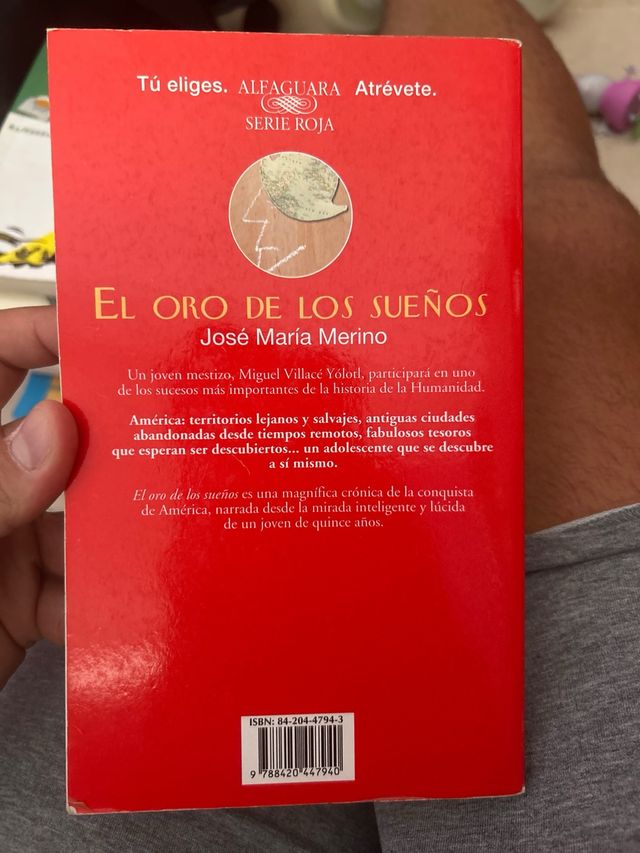 Tú eliges. ALFAGUARA Atrévete.
SERIE ROJA
EL ORO DE LOS SUEÑOS
José María Merino
Un joven mestizo, Miguel Villacé Yólotl, participará en uno
de los sucesos más importantes de la historia de la Humanidad.
América: territorios lejanos y salvajes, antiguas ciudades
abandonadas desde tiempos remotos, fabulosos tesoros
que esperan ser descubiertos... un adolescente que se descubre
a sí mismo.
El oro de los sueños es una magnífica crónica de la conquista
de América, narrada desde la mirada inteligente y lúcida
de un joven de quince años.
ISBN: 84-204-4794-3
9 788420 447940